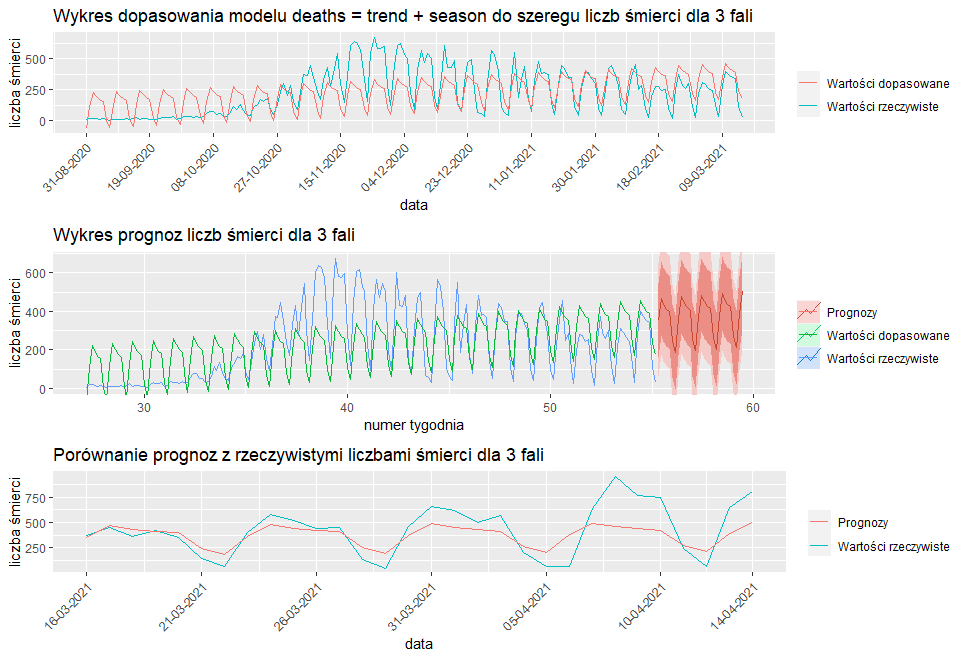 Wykres dopasowania modelu deaths = trend + season do szeregu liczb śmierci dla 3 fali
liczba śmierci
500
250
0
31-08-2020
19-09-2020
08-10-2020
27-10-2020
15-11-2020
04-12-2020
23-12-2020
11-01-2021
30-01-2021
18-02-2021
09-03-2021
data
Wartości dopasowane
Wartości rzeczywiste
Wykres prognoz liczb śmierci dla 3 fali
liczba śmierci
600
400
200
0
30
40
50
60
numer tygodnia
Prognozy
Wartości dopasowane
Wartości rzeczywiste
Porównanie prognoz z rzeczywistymi liczbami śmierci dla 3 fali
liczba śmierci
750
500
250
16-03-2021
21-03-2021
26-03-2021
31-03-2021
05-04-2021
10-04-2021
14-04-2021
data
Prognozy
Wartości rzeczywiste